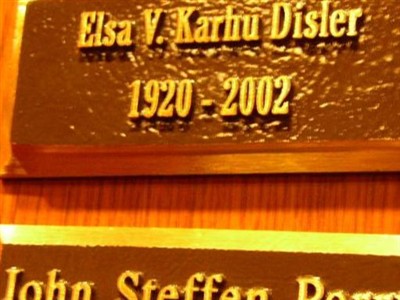 Elsa V. Karhu Disler
1920 - 2002
John Steffen